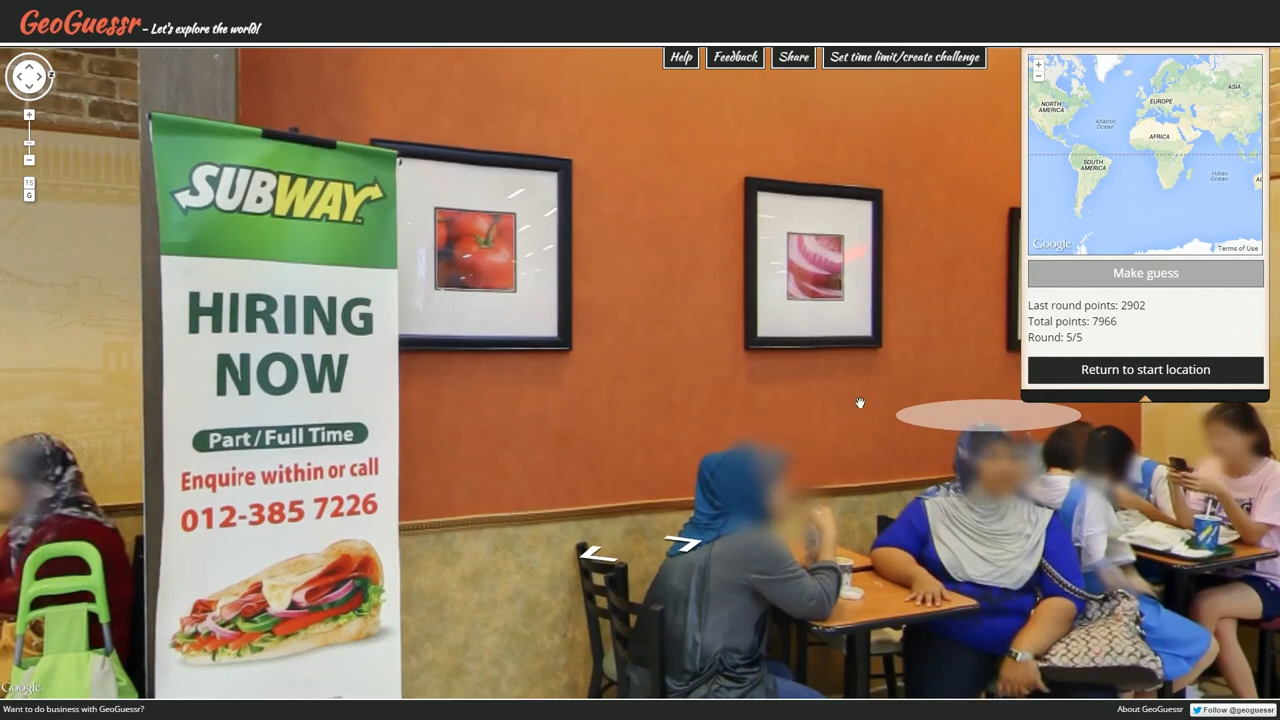 GeoGuessr - Let's explore the world!
Help
Feedback
Share
Set time limit/create challenge
NORTH AMERICA
EUROPE
ASIA
Atlantic Ocean
AFRICA
SOUTH AMERICA
Indian Ocean
AU
Google
Terms of Use
Make guess
Last round points: 2902
Total points: 7966
Round: 5/5
Return to start location
15
G
SUBWAY
HIRING
NOW
Part/Full Time
Enquire within or call
012-385 7226
Google
Want to do business with GeoGuessr?
About GeoGuessr
Follow @geoguessr